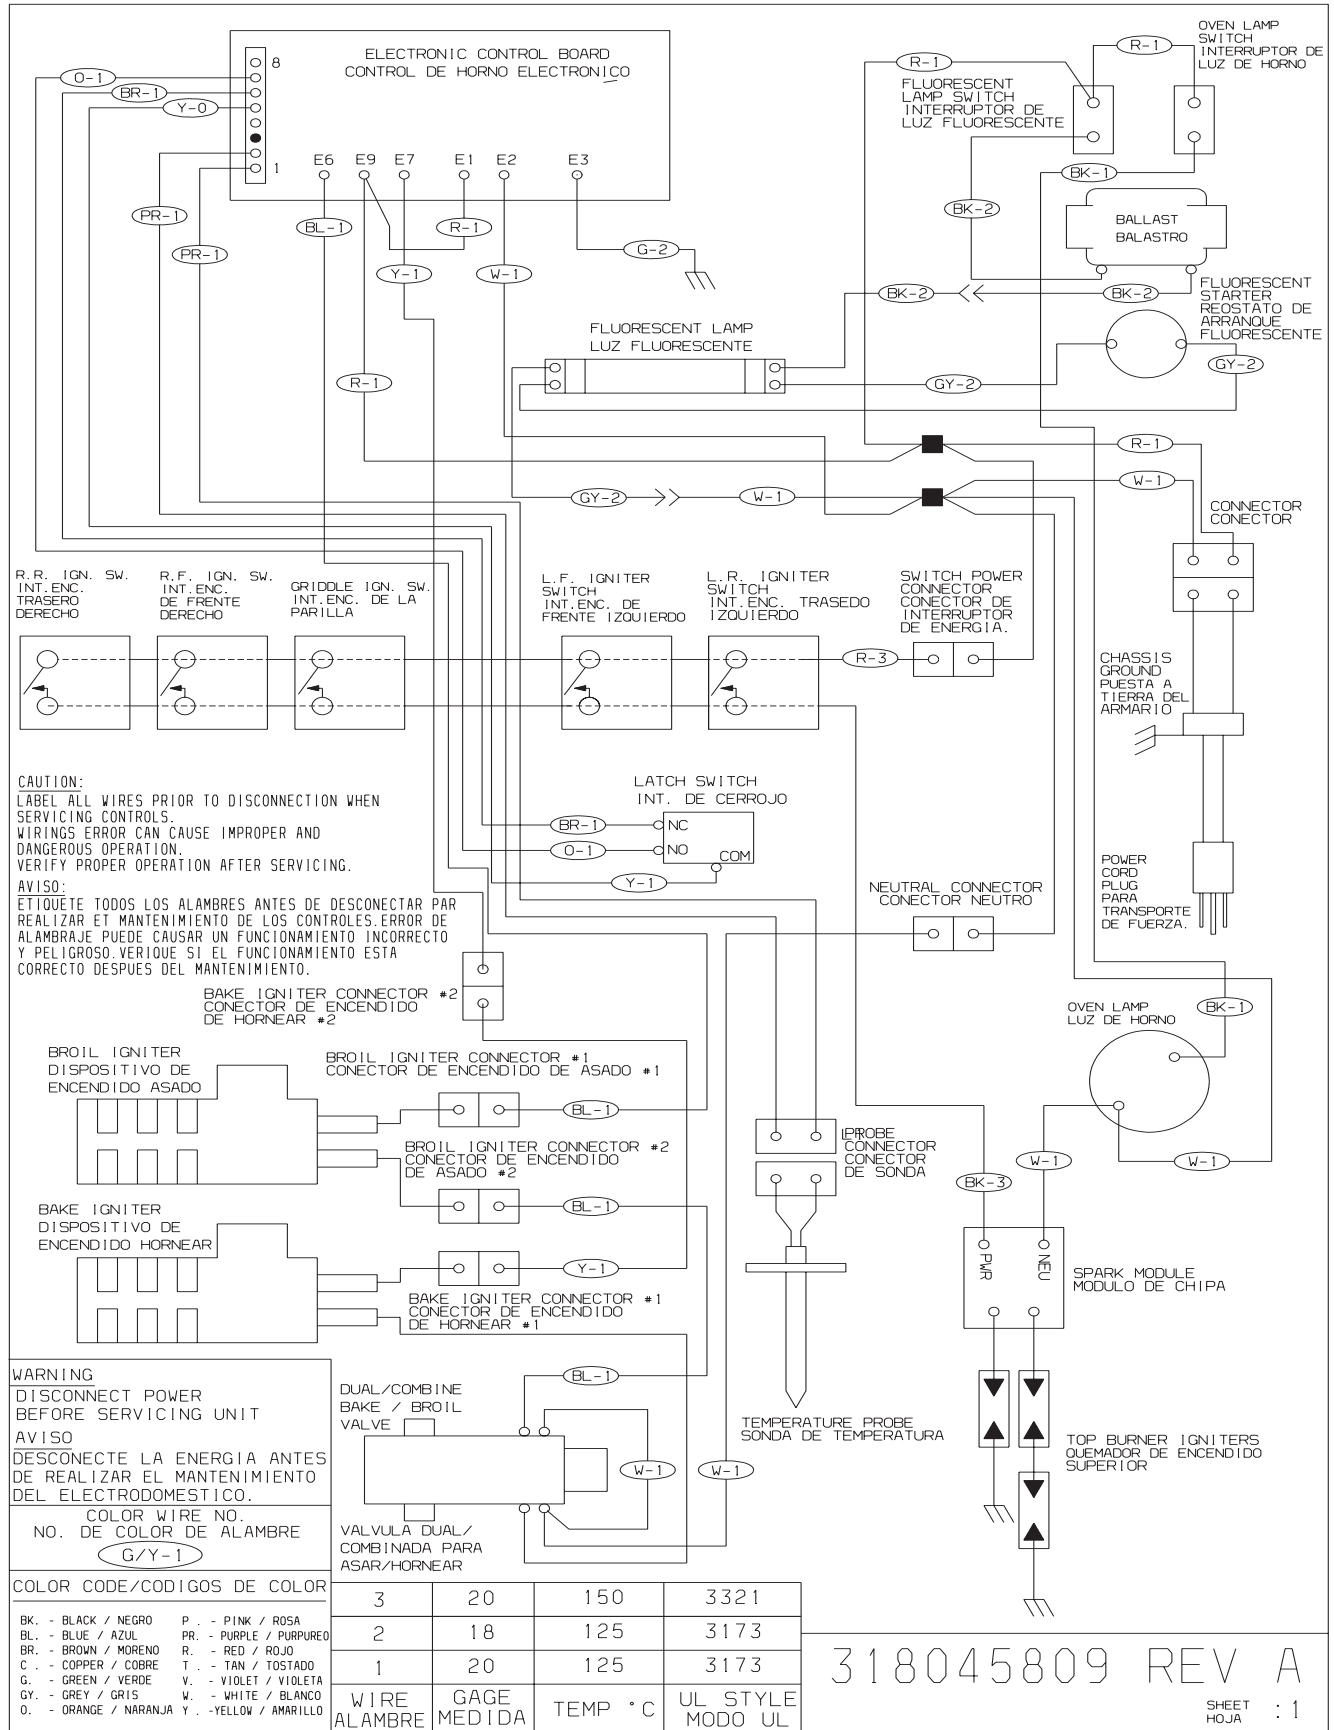 ELECTRONIC CONTROL BOARD
CONTROL DE HORNO ELECTRONICO
8
1
O-1
BR-1
Y-0
PR-1
PR-1
E6 E9 E7 E1 E2 E3
BL-1
R-1
Y-1
W-1
G-2
R-1
R-1
R-1
OVEN LAMP
SWITCH
INTERRUPTOR DE
LUZ DE HORNO
FLUORESCENT
LAMP SWITCH
INTERRUPTOR DE
LUZ FLUORESCENTE
BK-1
BK-2
BALLAST
BALASTRO
BK-2
BK-2
FLUORESCENT
STARTER
REOSTATO DE
ARRANQUE
FLUORESCENTE
FLUORESCENT LAMP
LUZ FLUORESCENTE
GY-2
GY-2
R-1
W-1
GY-2
W-1
CONNECTOR
CONECTOR
R.R. IGN. SW.
INT.ENC.
TRASERO
DERECHO
R.F. IGN. SW.
INT.ENC.
DE FRENTE
DERECHO
GRIDDLE IGN. SW.
INT.ENC. DE LA
PARILLA
L.F. IGNITER
SWITCH
INT.ENC. DE
FRENTE IZQUIERDO
L.R. IGNITER
SWITCH
INT.ENC. TRASEDO
IZQUIERDO
SWITCH POWER
CONNECTOR
CONECTOR DE
INTERRUPTOR
DE ENERGIA.
R-3
CHASSIS
GROUND
PUESTA A
TIERRA DEL
ARMARIO
CAUTION:
LABEL ALL WIRES PRIOR TO DISCONNECTION WHEN
SERVICING CONTROLS.
WIRINGS ERROR CAN CAUSE IMPROPER AND
DANGEROUS OPERATION.
VERIFY PROPER OPERATION AFTER SERVICING.
AVISO:
ETIQUETE TODOS LOS ALAMBRES ANTES DE DESCONECTAR PAR
REALIZAR ET MANTENIMIENTO DE LOS CONTROLES.ERROR DE
ALAMBRAJE PUEDE CAUSAR UN FUNCIONAMIENTO INCORRECTO
Y PELIGROSO.VERIQUE SI EL FUNCIONAMIENTO ESTA
CORRECTO DESPUES DEL MANTENIMIENTO.
LATCH SWITCH
INT. DE CERROJO
BR-1
NC
O-1
NO
COM
Y-1
NEUTRAL CONNECTOR
CONECTOR NEUTRO
POWER
CORD
PLUG
PARA
TRANSPORTE
DE FUERZA.
BAKE IGNITER CONNECTOR #2
CONECTOR DE ENCENDIDO
DE HORNEAR #2
OVEN LAMP
LUZ DE HORNO
BK-1
BROIL IGNITER
DISPOSITIVO DE
ENCENDIDO ASADO
BROIL IGNITER CONNECTOR #1
CONECTOR DE ENCENDIDO DE ASADO #1
BL-1
BROIL IGNITER CONNECTOR #2
CONECTOR DE ENCENDIDO
DE ASADO #2
BL-1
PROBE
CONNECTOR
CONECTOR
DE SONDA
W-1
W-1
BK-3
BAKE IGNITER
DISPOSITIVO DE
ENCENDIDO HORNEAR
Y-1
BAKE IGNITER CONNECTOR #1
CONECTOR DE ENCENDIDO
DE HORNEAR #1
PWR
NEU
SPARK MODULE
MODULO DE CHIPA
WARNING
DISCONNECT POWER
BEFORE SERVICING UNIT
AVISO
DESCONECTE LA ENERGIA ANTES
DE REALIZAR EL MANTENIMIENTO
DEL ELECTRODOMESTICO.
DUAL/COMBINE
BAKE / BROIL
VALVE
BL-1
W-1
W-1
VALVULA DUAL/
COMBINADA PARA
ASAR/HORNEAR
TEMPERATURE PROBE
SONDA DE TEMPERATURA
TOP BURNER IGNITERS
QUEMADOR DE ENCENDIDO
SUPERIOR
COLOR WIRE NO.
NO. DE COLOR DE ALAMBRE
G/Y-1
COLOR CODE/CODIGOS DE COLOR
BK. - BLACK / NEGRO P . - PINK / ROSA
BL. - BLUE / AZUL PR. - PURPLE / PURPUREO
BR. - BROWN / MORENO R. - RED / ROJO
C . - COPPER / COBRE T . - TAN / TOSTADO
G. - GREEN / VERDE V. - VIOLET / VIOLETA
GY. - GREY / GRIS W. - WHITE / BLANCO
O. - ORANGE / NARANJA Y . -YELLOW / AMARILLO
3 20 150 3321
2 18 125 3173
1 20 125 3173
WIRE GAGE TEMP °C UL STYLE
ALAMBRE MEDIDA MODO UL
318045809 REV A
SHEET : 1
HOJA